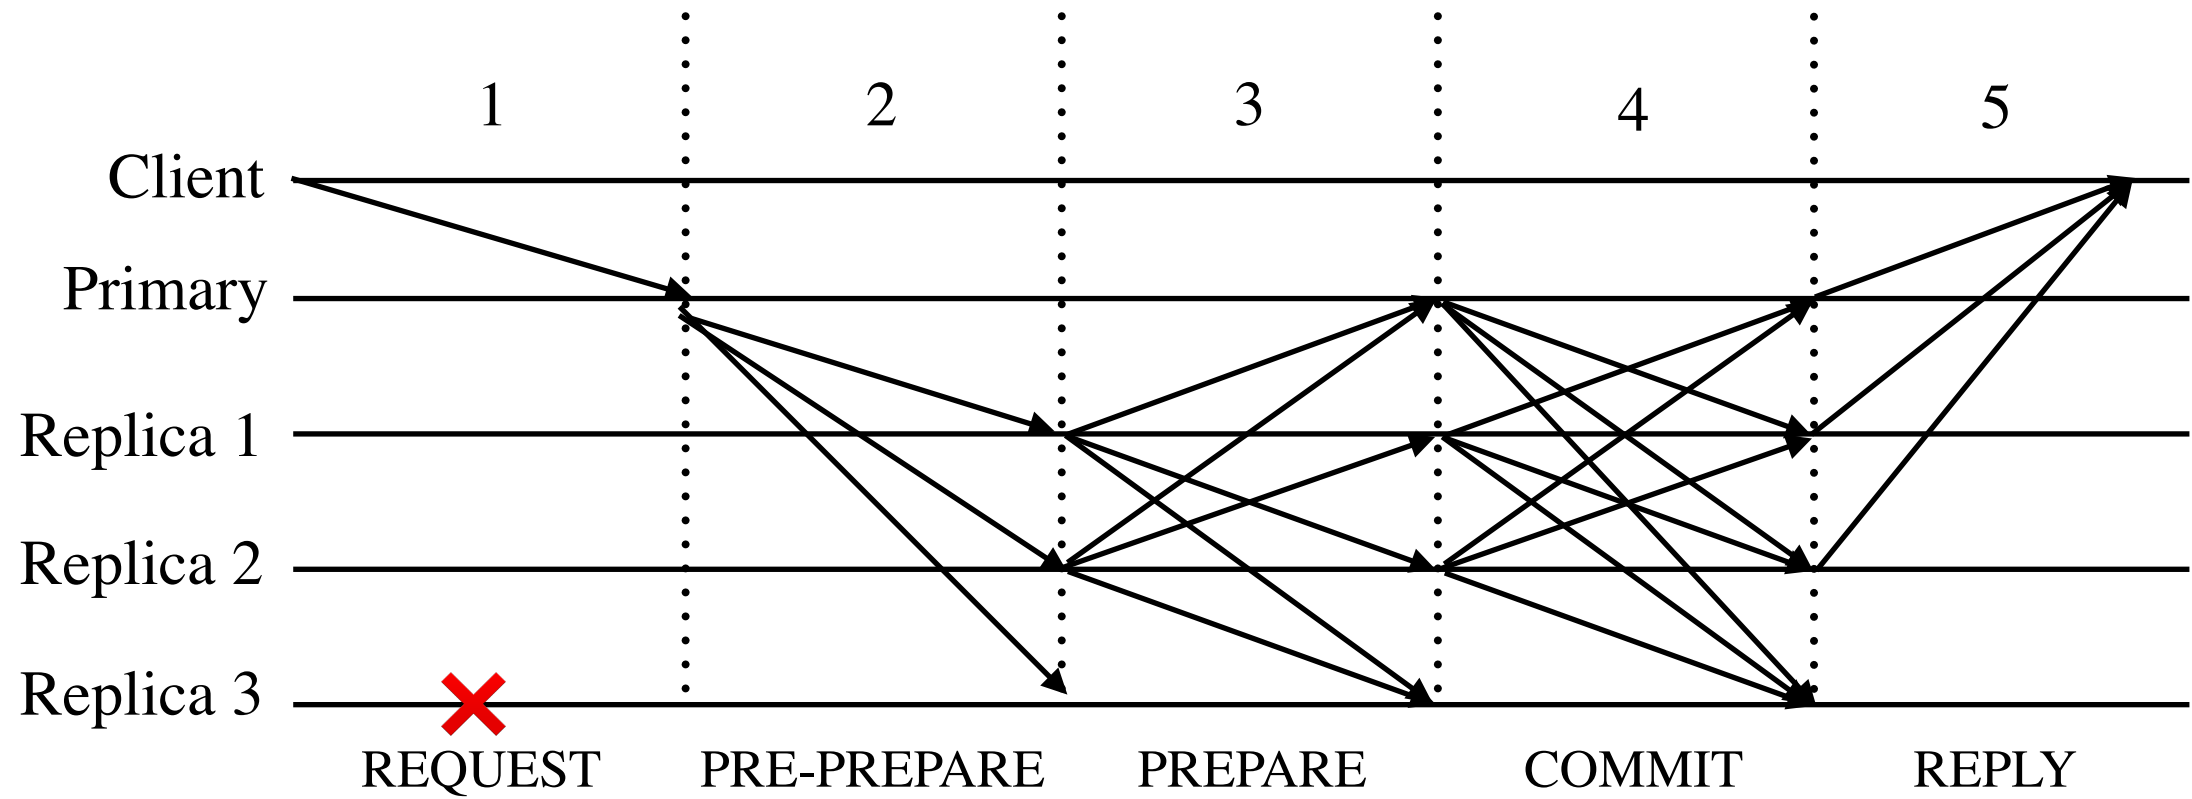 1 2 3 4 5
Client
Primary
Replica 1
Replica 2
Replica 3
REQUEST PRE-PREPARE PREPARE COMMIT REPLY